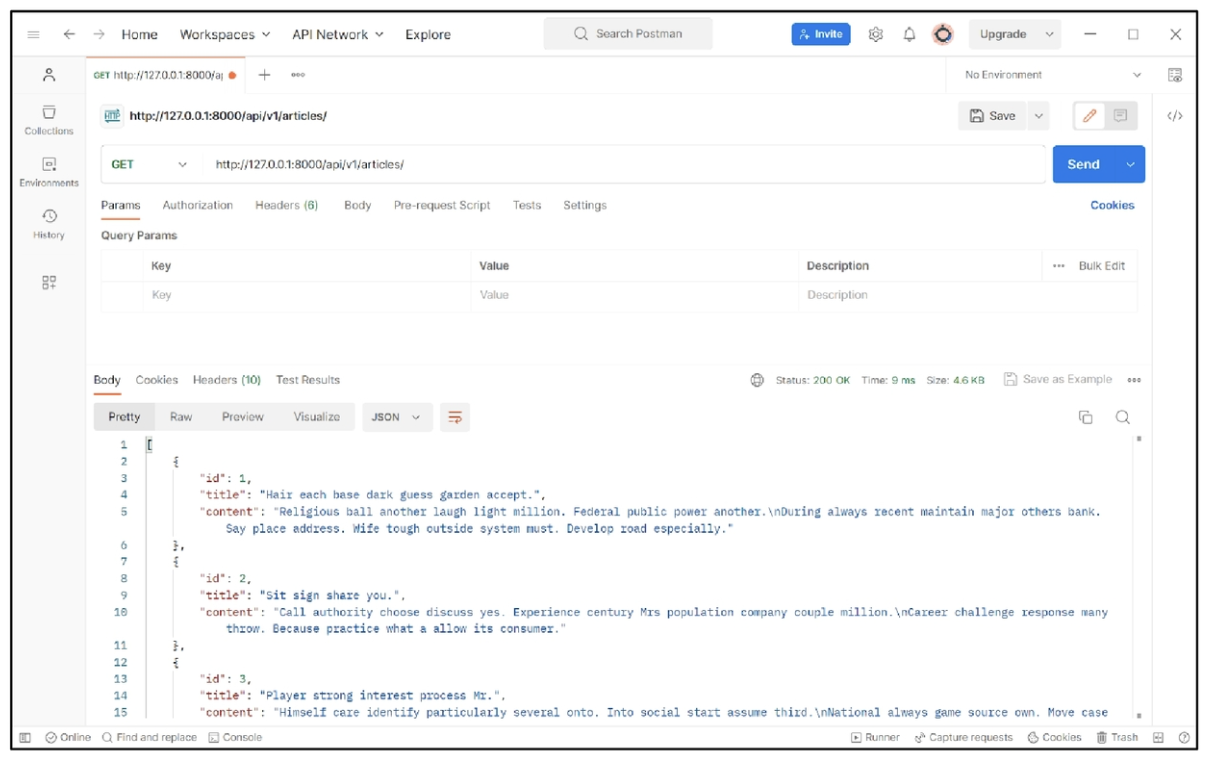 Home Workspaces API Network Explore Search Postman Invite Upgrade
GET http://127.0.0.1:8000/a No Environment
HTTP http://127.0.0.1:8000/api/v1/articles/ Save
Collections
GET http://127.0.0.1:8000/api/v1/articles/ Send
Environments
Params Authorization Headers (6) Body Pre-request Script Tests Settings Cookies
History
Query Params
Key Value Description Bulk Edit
Key Value Description
Body Cookies Headers (10) Test Results Status: 200 OK Time: 9 ms Size: 4.6 KB Save as Example
Pretty Raw Preview Visualize JSON
1 [
2 {
3 "id": 1,
4 "title": "Hair each base dark guess garden accept.",
5 "content": "Religious ball another laugh light million. Federal public power another.\nDuring always recent maintain major others bank.
Say place address. Wife tough outside system must. Develop road especially."
6 },
7 {
8 "id": 2,
9 "title": "Sit sign share you.",
10 "content": "Call authority choose discuss yes. Experience century Mrs population company couple million.\nCareer challenge response many
throw. Because practice what a allow its consumer."
11 },
12 {
13 "id": 3,
14 "title": "Player strong interest process Mr.",
15 "content": "Himself care identify particularly several onto. Into social start assume third.\nNational always game source own. Move case
Online Find and replace Console Runner Capture requests Cookies Trash